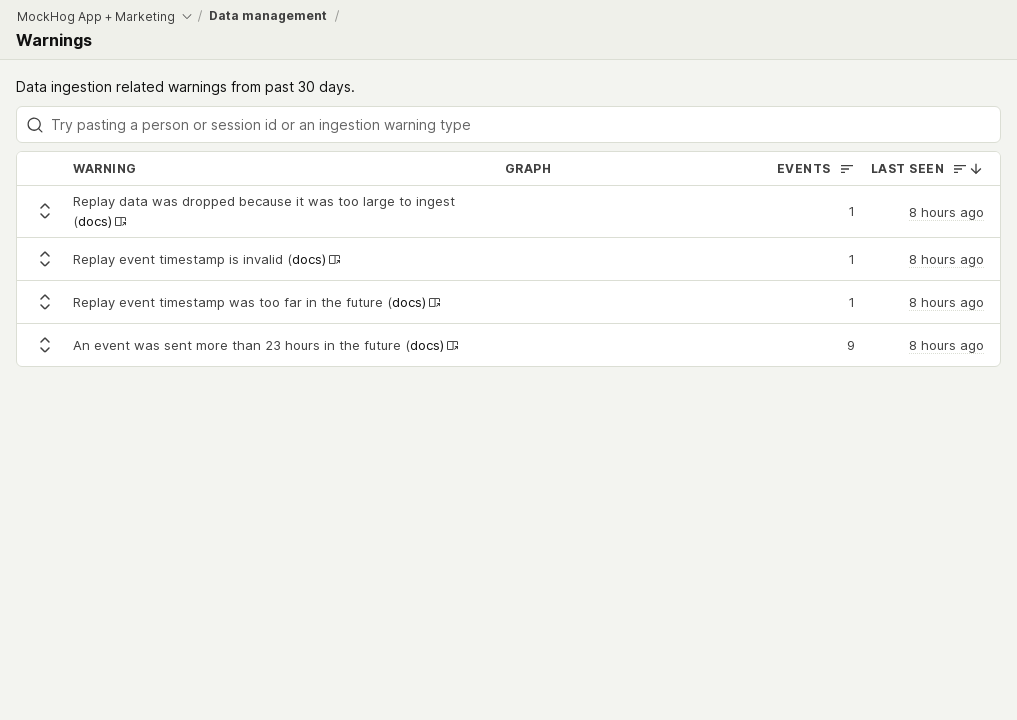 MockHog App + Marketing / Data management /
Warnings
Data ingestion related warnings from past 30 days.
Try pasting a person or session id or an ingestion warning type
WARNING GRAPH EVENTS LAST SEEN
Replay data was dropped because it was too large to ingest
(docs) 1 8 hours ago
Replay event timestamp is invalid (docs) 1 8 hours ago
Replay event timestamp was too far in the future (docs) 1 8 hours ago
An event was sent more than 23 hours in the future (docs) 9 8 hours ago